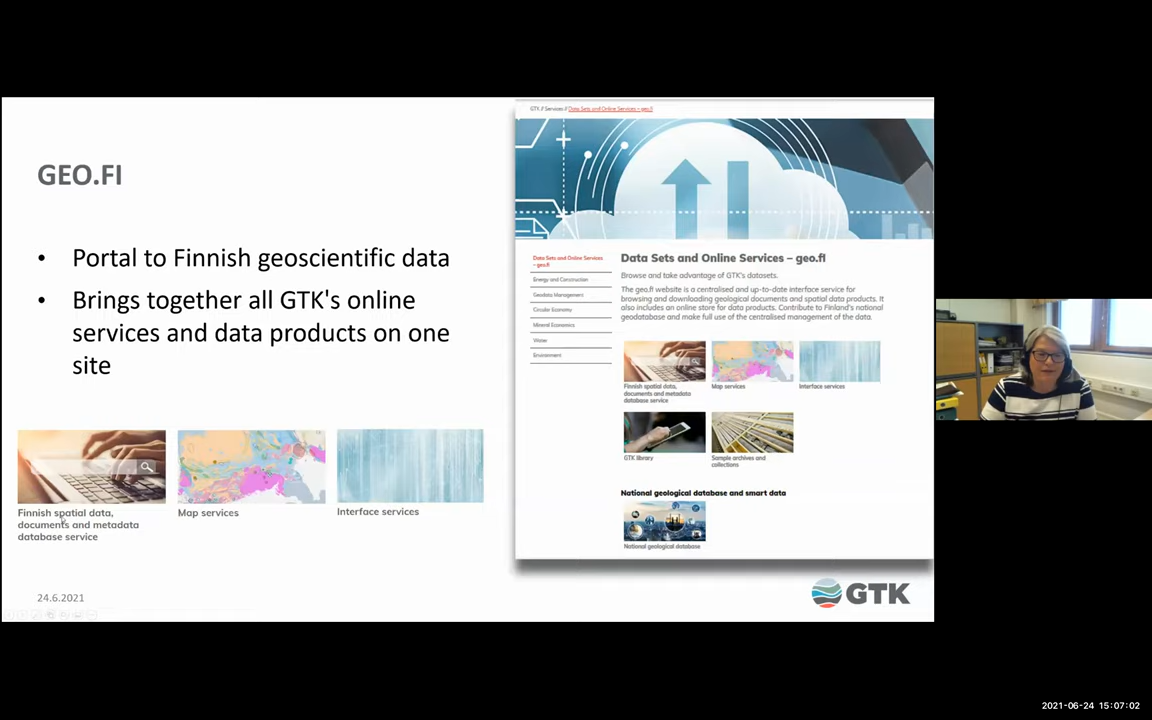 GEO.FI
• Portal to Finnish geoscientific data
• Brings together all GTK's online
services and data products on one
site
Finnish spatial data,
documents and metadata
database service
Map services
Interface services
24.6.2021
GTK // Services // Data Sets and Online Services – geo.fi
Data Sets and Online Services
– geo.fi
Energy and Construction
Geodata Management
Circular Economy
Mineral Economics
Water
Environment
Data Sets and Online Services – geo.fi
Browse and take advantage of GTK's datasets.
The geo.fi website is a centralised and up-to-date interface service for
browsing and downloading geological documents and spatial data products. It
also includes an online store for data products. Contribute to Finland's national
geodatabase and make full use of the centralised management of the data.
Finnish spatial data,
documents and metadata
database service
Map services
Interface services
GTK library
Sample archives and
collections
National geological database and smart data
National geological database
GTK
2021-06-24 15:07:02